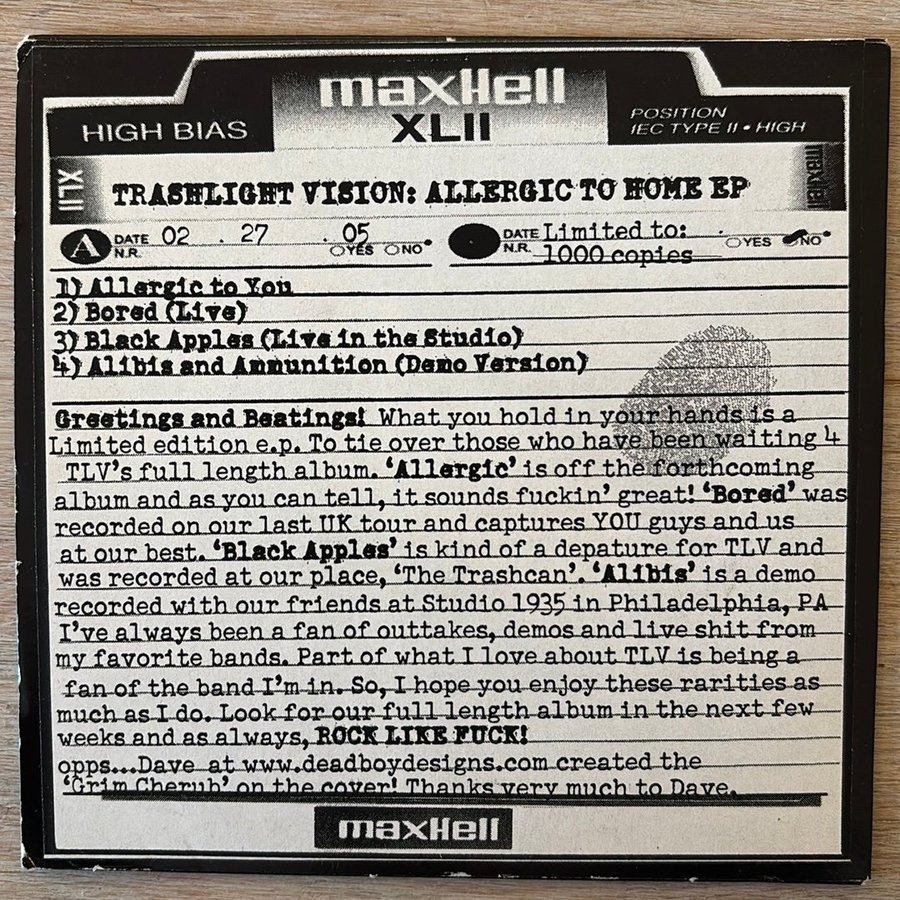 maxHell
XLII
HIGH BIAS
POSITION
IEC TYPE II • HIGH
XLII
maxHell
TRASHLIGHT VISION: ALLERGIC TO HOME EP
A DATE 02 . 27 . 05
N.R. YES NO
DATE Limited to:
N.R. 1000 copies YES NO
1) Allergic to You
2) Bored (Live)
3) Black Apples (Live in the Studio)
4) Alibis and Ammunition (Demo Version)
Greetings and Beatings! What you hold in your hands is a
Limited edition e.p. To tie over those who have been waiting 4
TLV's full length album. 'Allergic' is off the forthcoming
album and as you can tell, it sounds fuckin' great! 'Bored' was
recorded on our last UK tour and captures YOU guys and us
at our best. 'Black Apples' is kind of a depature for TLV and
was recorded at our place, 'The Trashcan'. 'Alibis' is a demo
recorded with our friends at Studio 1935 in Philadelphia, PA
I've always been a fan of outtakes, demos and live shit from
my favorite bands. Part of what I love about TLV is being a
fan of the band I'm in. So, I hope you enjoy these rarities as
much as I do. Look for our full length album in the next few
weeks and as always, ROCK LIKE FUCK!
opps...Dave at www.deadboydesigns.com created the
'Grim Cherub' on the cover! Thanks very much to Dave.
maxHell